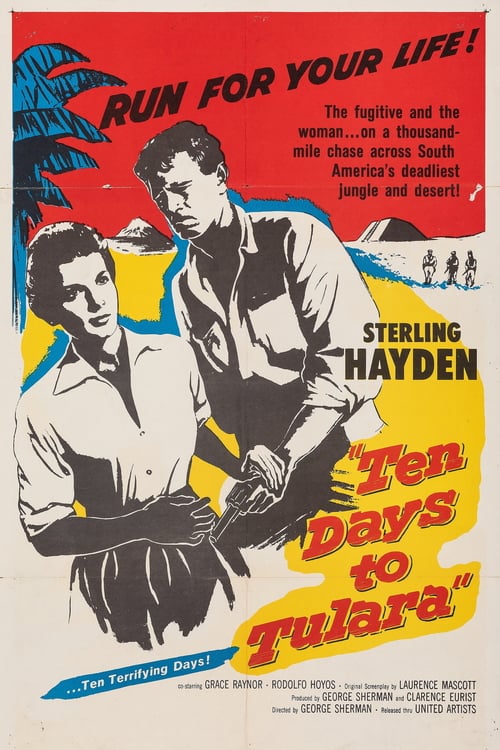 RUN FOR YOUR LIFE!
The fugitive and the
woman...on a thousand-
mile chase across South
America's deadliest
jungle and desert!
STERLING
HAYDEN
"Ten
Days
to
Tulara"
...Ten Terrifying Days!
co-starring GRACE RAYNOR · RODOLFO HOYOS · Original Screenplay by LAURENCE MASCOTT
Produced by GEORGE SHERMAN and CLARENCE EURIST
Directed by GEORGE SHERMAN · Released thru UNITED ARTISTS